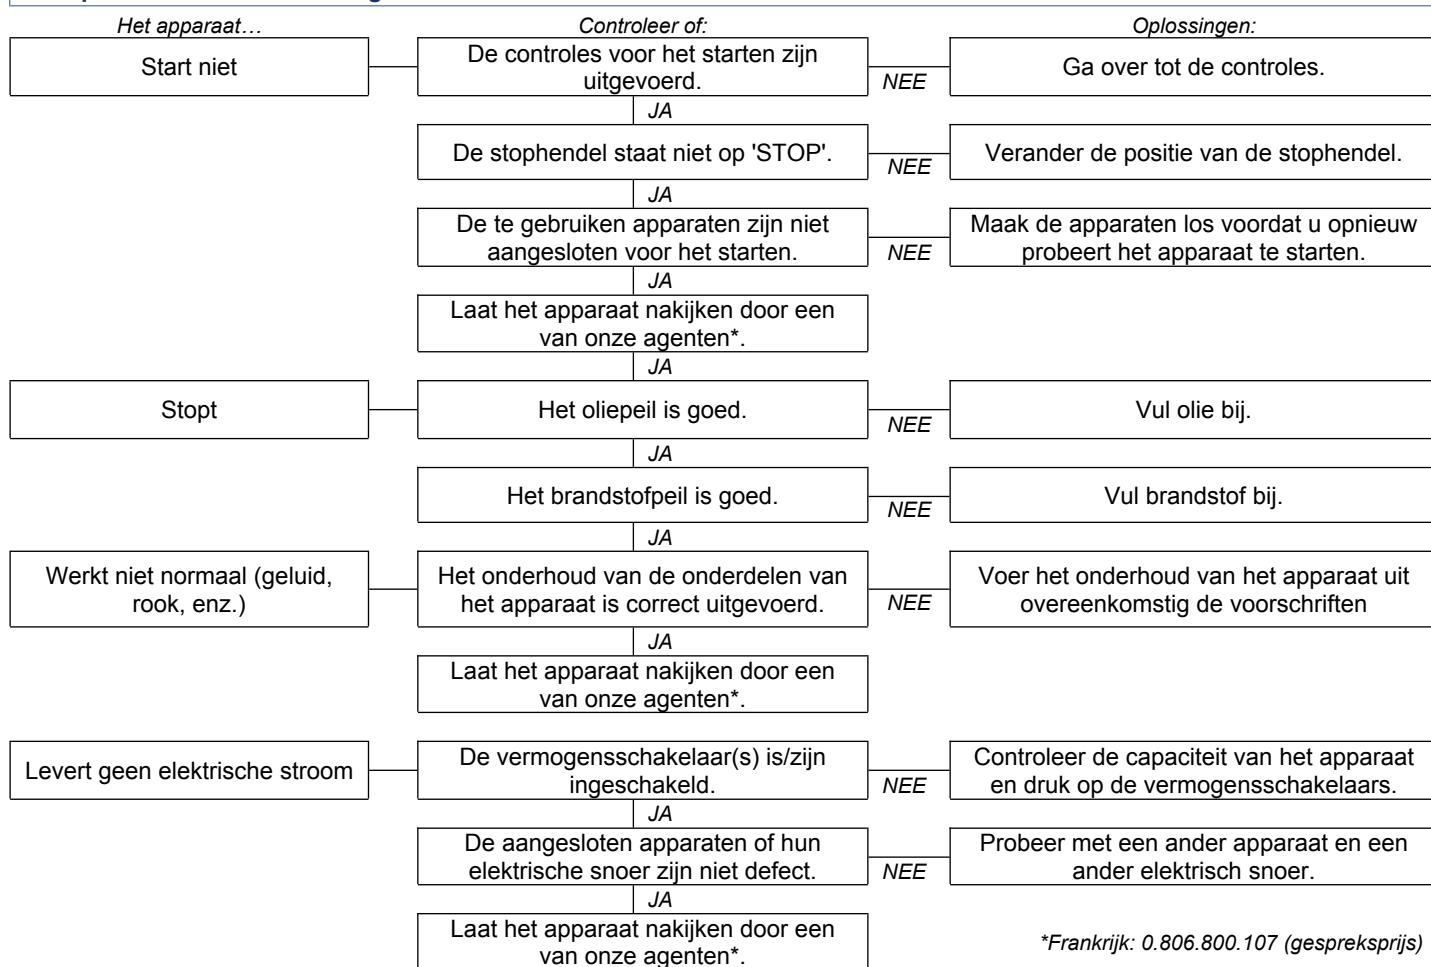 Het apparaat… Controleer of: Oplossingen:
Start niet
De controles voor het starten zijn
uitgevoerd.
NEE
Ga over tot de controles.
JA
De stophendel staat niet op 'STOP'.
NEE
Verander de positie van de stophendel.
JA
De te gebruiken apparaten zijn niet
aangesloten voor het starten.
NEE
Maak de apparaten los voordat u opnieuw
probeert het apparaat te starten.
JA
Laat het apparaat nakijken door een
van onze agenten*.
JA
Stopt
Het oliepeil is goed.
NEE
Vul olie bij.
JA
Het brandstofpeil is goed.
NEE
Vul brandstof bij.
JA
Werkt niet normaal (geluid,
rook, enz.)
Het onderhoud van de onderdelen van
het apparaat is correct uitgevoerd.
NEE
Voer het onderhoud van het apparaat uit
overeenkomstig de voorschriften
JA
Laat het apparaat nakijken door een
van onze agenten*.
Levert geen elektrische stroom
De vermogensschakelaar(s) is/zijn
ingeschakeld.
NEE
Controleer de capaciteit van het apparaat
en druk op de vermogensschakelaars.
JA
De aangesloten apparaten of hun
elektrische snoer zijn niet defect.
NEE
Probeer met een ander apparaat en een
ander elektrisch snoer.
JA
Laat het apparaat nakijken door een
van onze agenten*.
*Frankrijk: 0.806.800.107 (gespreksprijs)